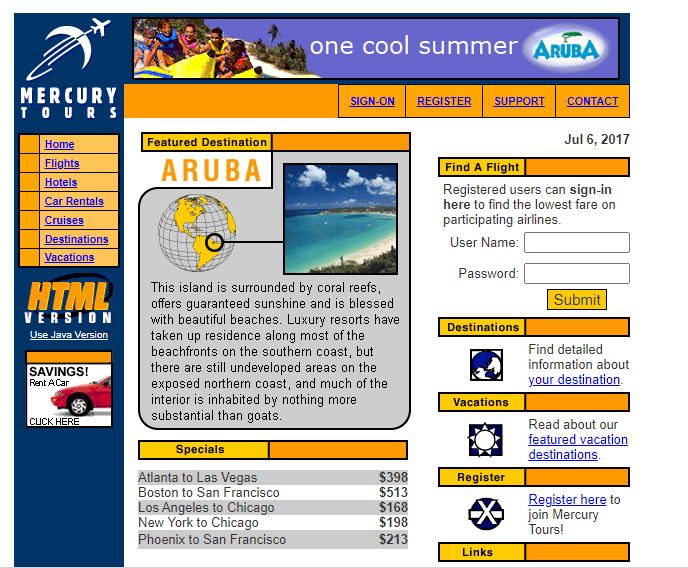 one cool summer ARUBA
MERCURY
TOURS
SIGN-ON REGISTER SUPPORT CONTACT
Home
Flights
Hotels
Car Rentals
Cruises
Destinations
Vacations
HTML
VERSION
Use Java Version
SAVINGS!
Rent A Car
CLICK HERE
Featured Destination
ARUBA
This island is surrounded by coral reefs,
offers guaranteed sunshine and is blessed
with beautiful beaches. Luxury resorts have
taken up residence along most of the
beachfronts on the southern coast, but
there are still undeveloped areas on the
exposed northern coast, and much of the
interior is inhabited by nothing more
substantial than goats.
Specials
Atlanta to Las Vegas $398
Boston to San Francisco $513
Los Angeles to Chicago $168
New York to Chicago $198
Phoenix to San Francisco $213
Jul 6, 2017
Find A Flight
Registered users can sign-in
here to find the lowest fare on
participating airlines.
User Name:
Password:
Submit
Destinations
Find detailed
information about
your destination.
Vacations
Read about our
featured vacation
destinations.
Register
Register here to
join Mercury
Tours!
Links